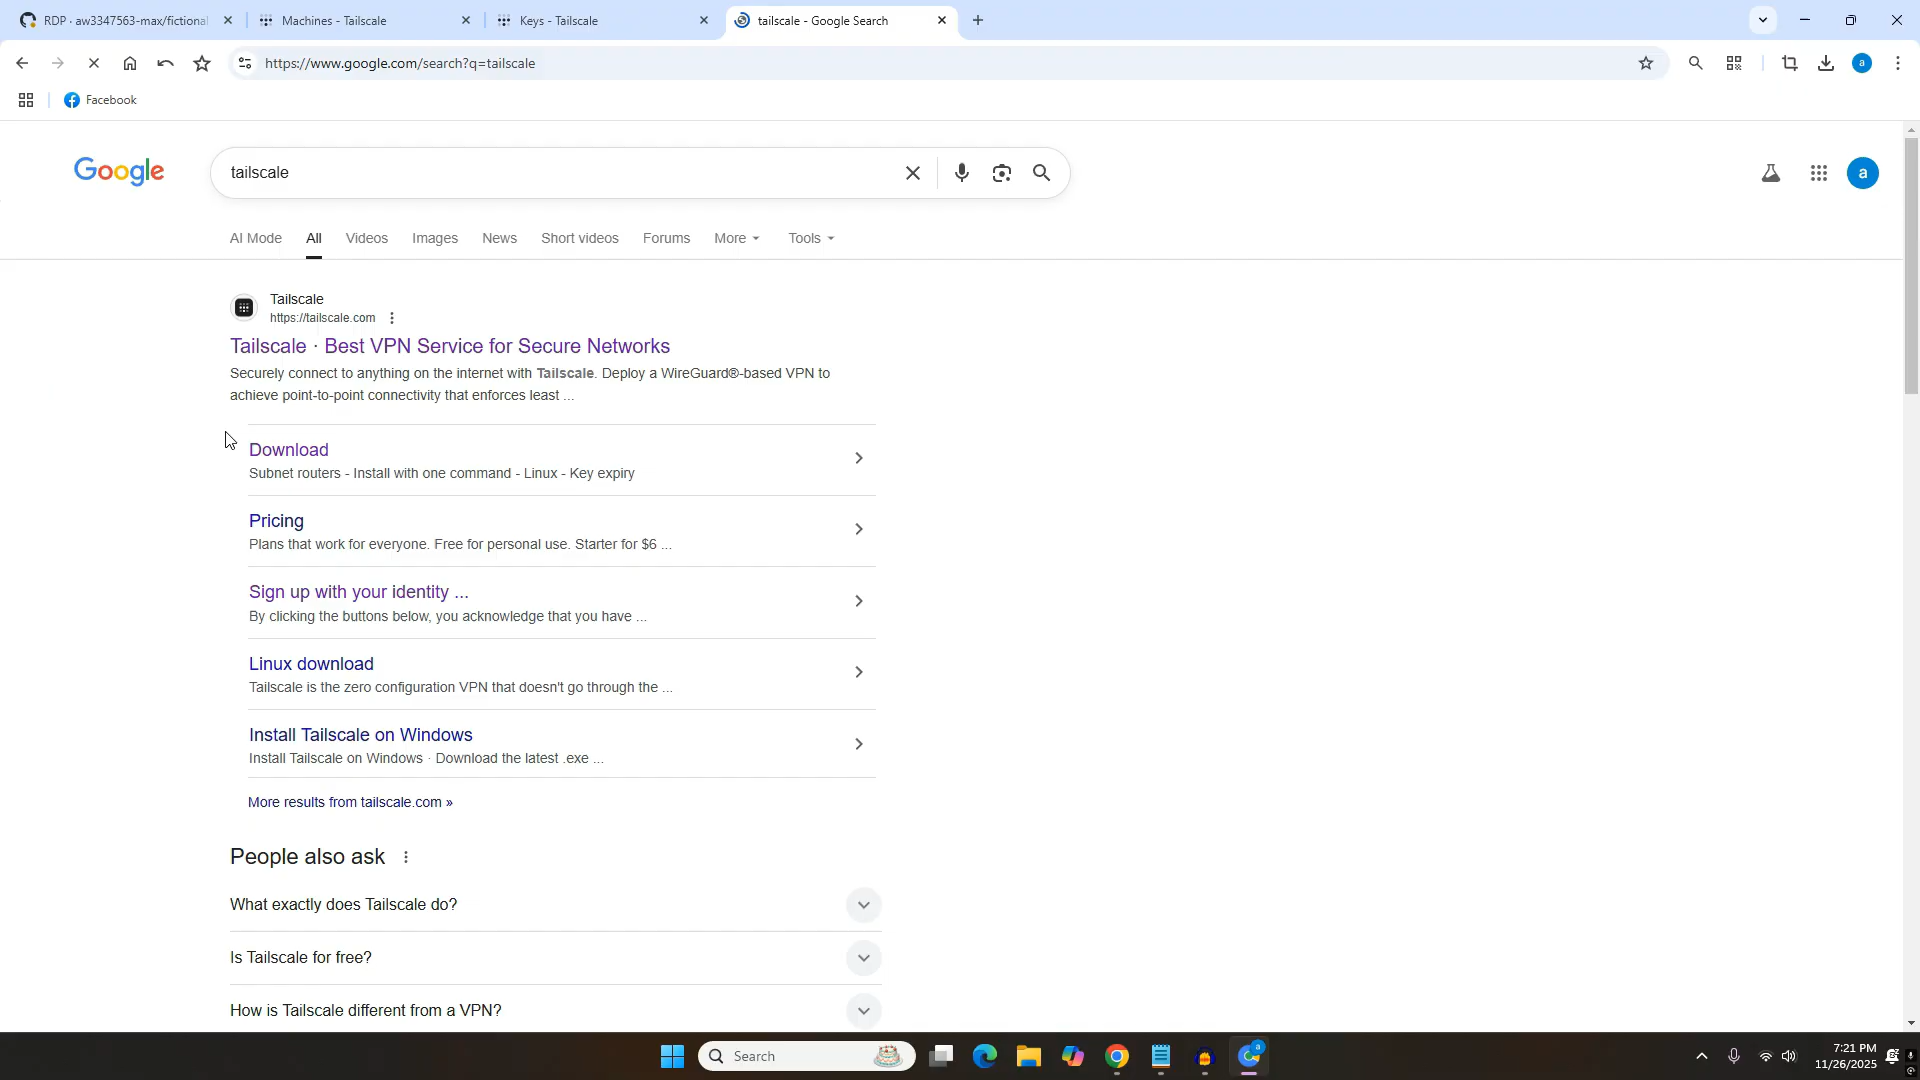 RDP · aw3347563-max/fictional
Machines - Tailscale
Keys - Tailscale
tailscale - Google Search
https://www.google.com/search?q=tailscale
a
Facebook
Google
tailscale
a
AI Mode
All
Videos
Images
News
Short videos
Forums
More
Tools
Tailscale
https://tailscale.com
Tailscale · Best VPN Service for Secure Networks
Securely connect to anything on the internet with Tailscale. Deploy a WireGuard®-based VPN to
achieve point-to-point connectivity that enforces least ...
Download
Subnet routers - Install with one command - Linux - Key expiry
Pricing
Plans that work for everyone. Free for personal use. Starter for $6 ...
Sign up with your identity ...
By clicking the buttons below, you acknowledge that you have ...
Linux download
Tailscale is the zero configuration VPN that doesn't go through the ...
Install Tailscale on Windows
Install Tailscale on Windows · Download the latest .exe ...
More results from tailscale.com »
People also ask
What exactly does Tailscale do?
Is Tailscale for free?
How is Tailscale different from a VPN?
Search
a
7:21 PM
11/26/2025